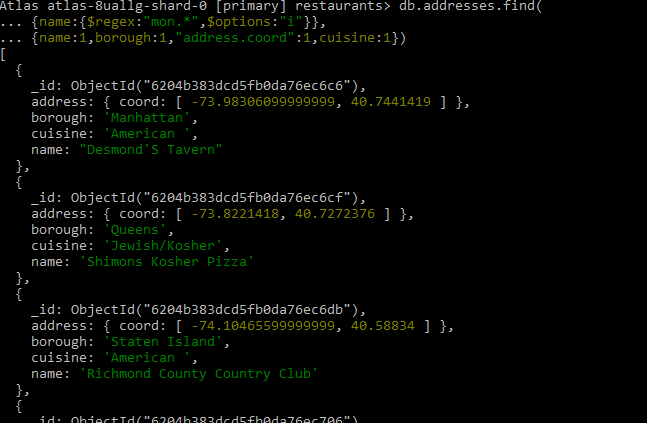 Atlas atlas-8uallg-shard-0 [primary] restaurants> db.addresses.find(
... {name:{$regex:"mon.*",$options:"i"}},
... {name:1,borough:1,"address.coord":1,cuisine:1})
[
  {
    _id: ObjectId("6204b383dcd5fb0da76ec6c6"),
    address: { coord: [ -73.98306099999999, 40.7441419 ] },
    borough: 'Manhattan',
    cuisine: 'American ',
    name: "Desmond'S Tavern"
  },
  {
    _id: ObjectId("6204b383dcd5fb0da76ec6cf"),
    address: { coord: [ -73.8221418, 40.7272376 ] },
    borough: 'Queens',
    cuisine: 'Jewish/Kosher',
    name: 'Shimons Kosher Pizza'
  },
  {
    _id: ObjectId("6204b383dcd5fb0da76ec6db"),
    address: { coord: [ -74.10465599999999, 40.58834 ] },
    borough: 'Staten Island',
    cuisine: 'American ',
    name: 'Richmond County Country Club'
  },
  {
    _id: ObjectId("6204b383dcd5fb0da76ec706")